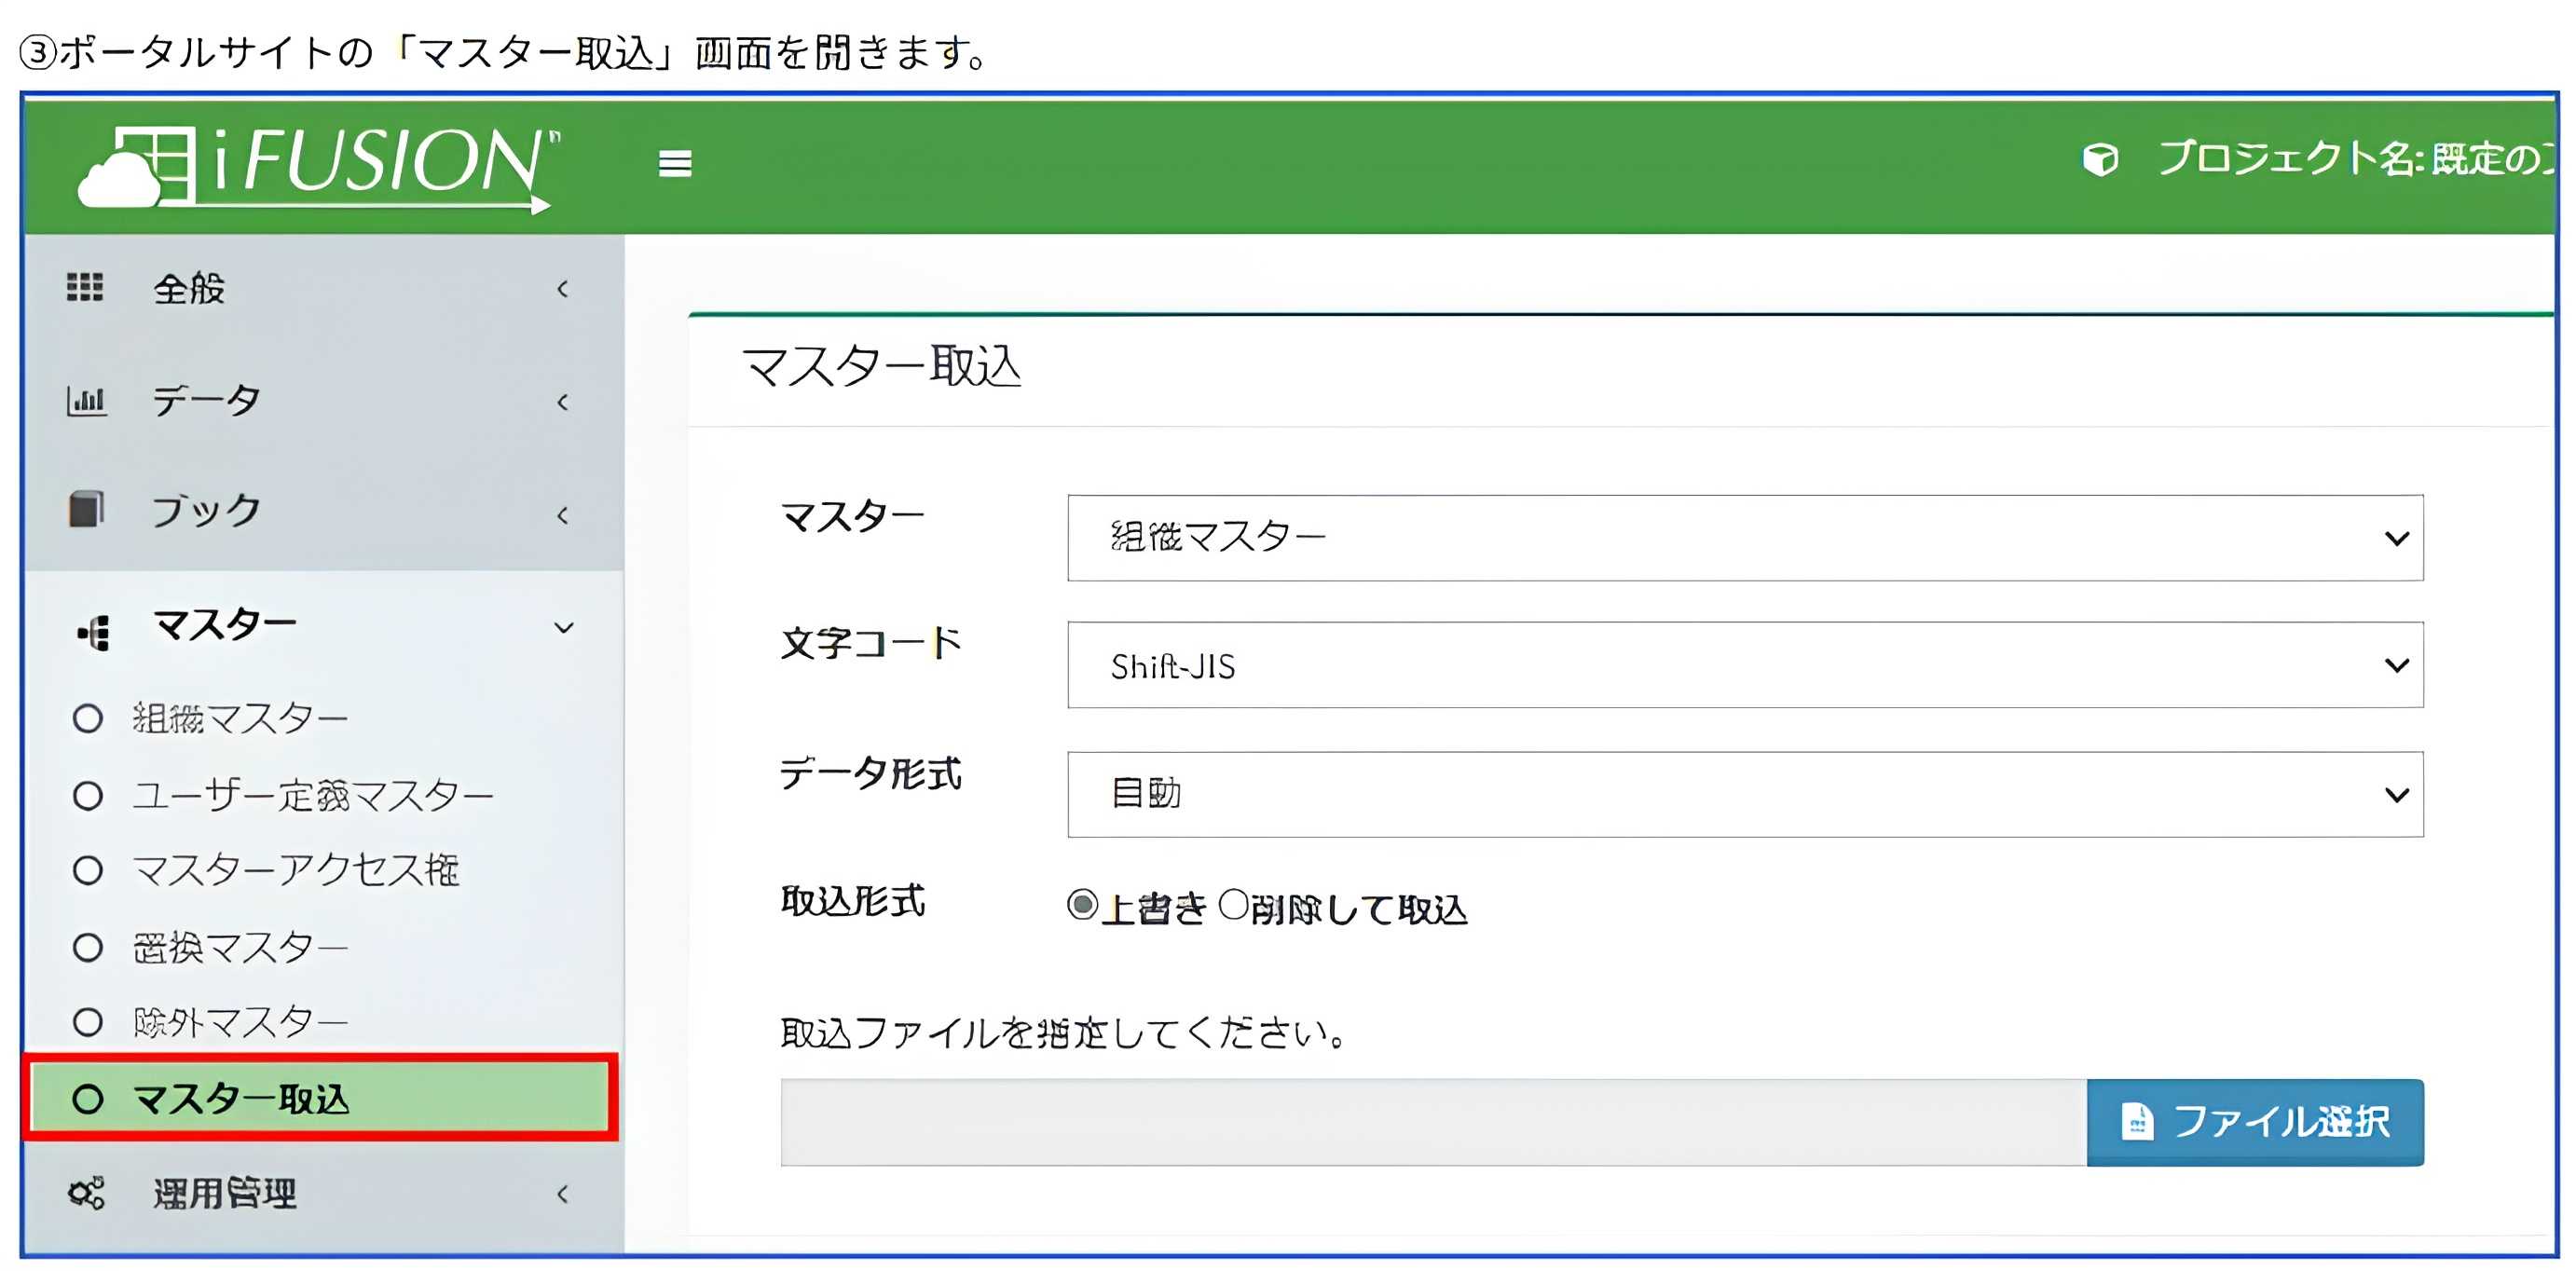 ③ポータルサイトの「マスター取込」画面を開きます。
iFUSION
プロジェクト名: 既定の
全般
データ
ブック
マスター
組織マスター
ユーザー定義マスター
マスターアクセス権
置換マスター
除外マスター
マスター取込
運用管理
マスター取込
マスター 組織マスター
文字コード Shift-JIS
データ形式 自動
取込形式 上書き 削除して取込
取込ファイルを指定してください。
ファイル選択